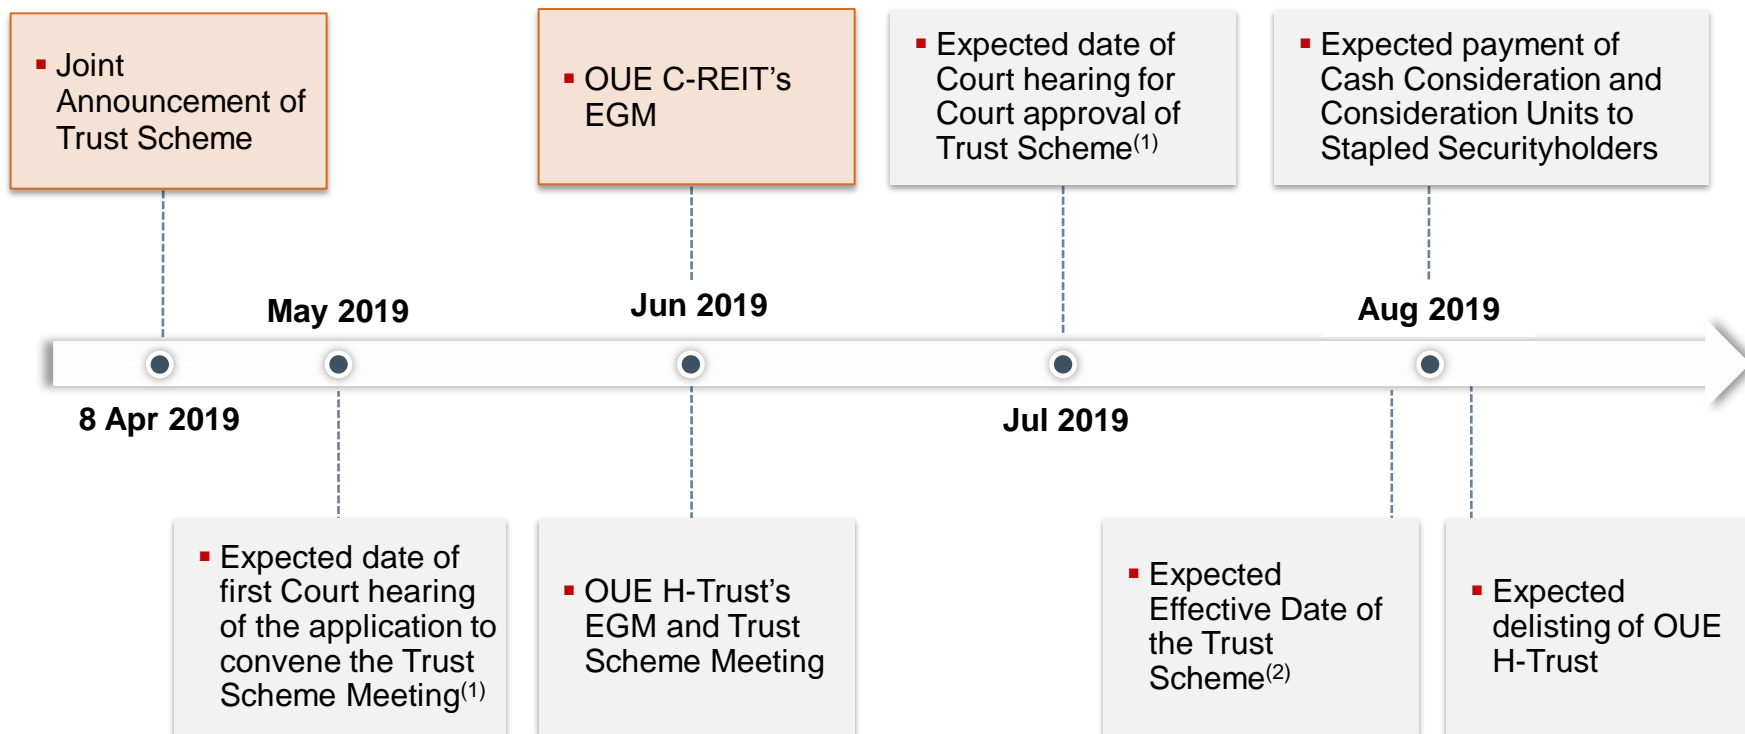 ▪ Joint
Announcement of
Trust Scheme
▪ OUE C-REIT’s
EGM
▪ Expected date of
Court hearing for
Court approval of
Trust Scheme(1)
▪ Expected payment of
Cash Consideration and
Consideration Units to
Stapled Securityholders
May 2019
Jun 2019
Aug 2019
8 Apr 2019
Jul 2019
▪ Expected date of
first Court hearing
of the application to
convene the Trust
Scheme Meeting(1)
▪ OUE H-Trust’s
EGM and Trust
Scheme Meeting
▪ Expected
Effective Date of
the Trust
Scheme(2)
▪ Expected
delisting of OUE
H-Trust